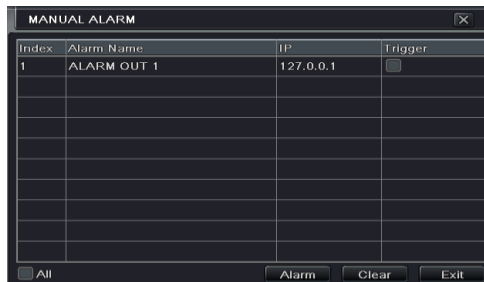 MANUAL ALARM
Index Alarm Name IP Trigger
1 ALARM OUT 1 127.0.0.1
All Alarm Clear Exit